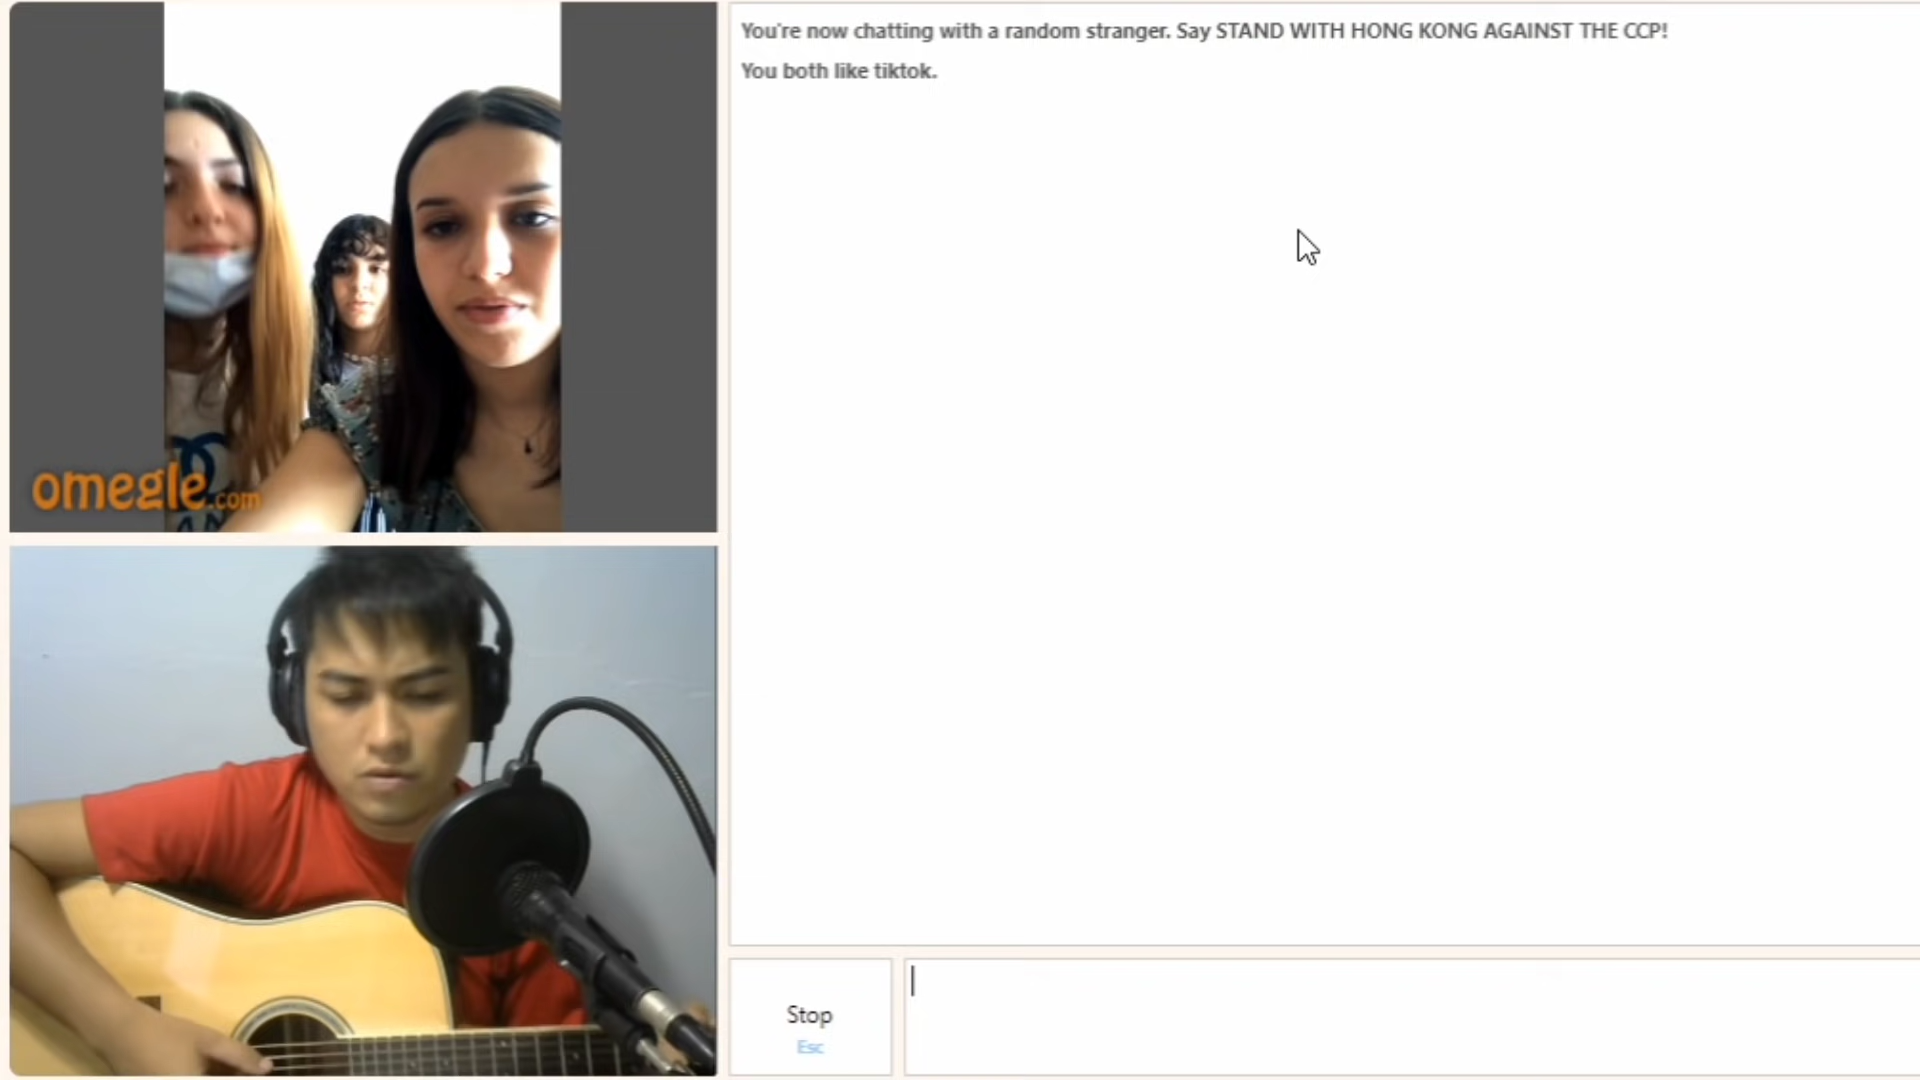 You're now chatting with a random stranger. Say STAND WITH HONG KONG AGAINST THE CCP!
You both like tiktok.
omegle.com
Stop
Esc